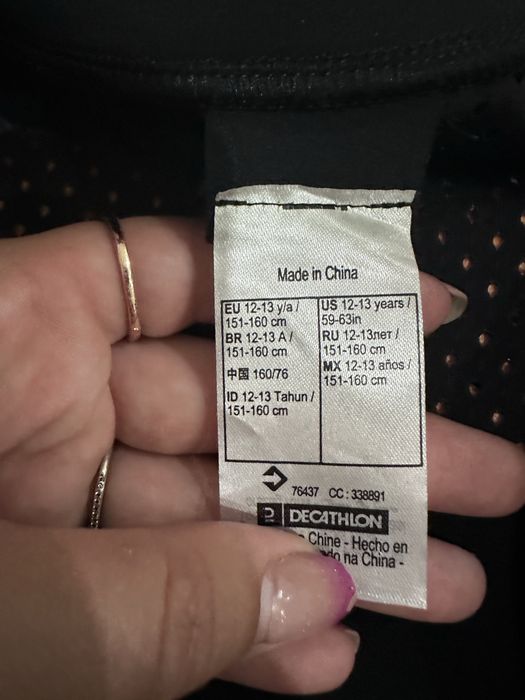 Made in China
EU 12-13 y/a /
151-160 cm
BR 12-13 A /
151-160 cm
中国 160/76
ID 12-13 Tahun /
151-160 cm
US 12-13 years /
59-63in
RU 12-13лет /
151-160 cm
MX 12-13 años /
151-160 cm
76437 CC : 338891
DECATHLON
Chine - Hecho en
na China -